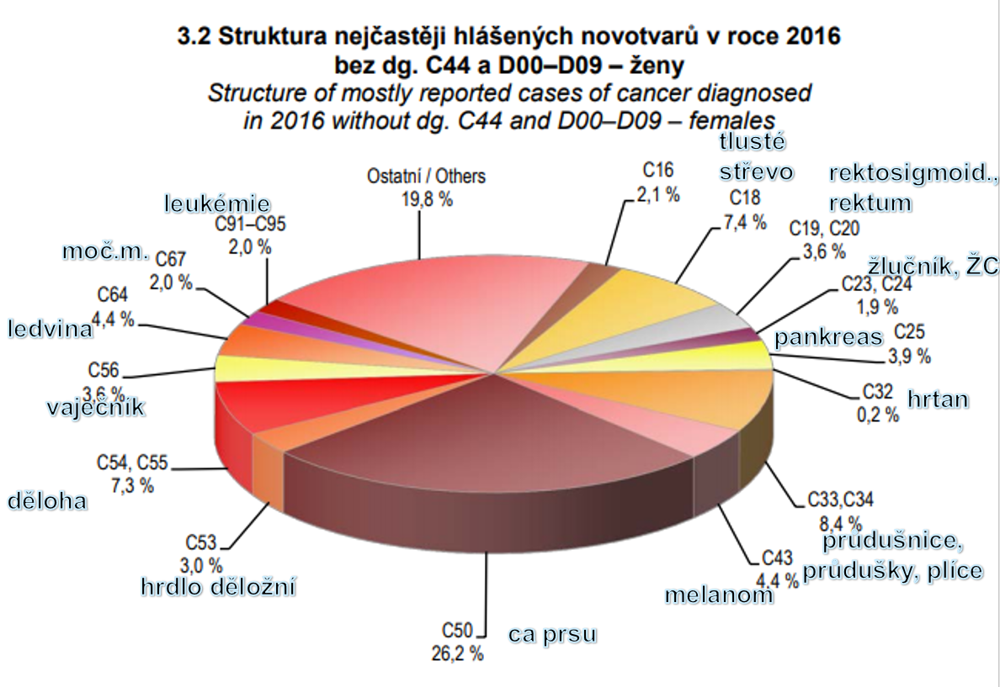 3.2 Struktura nejčastěji hlášených novotvarů v roce 2016
bez dg. C44 a D00–D09 – ženy
Structure of mostly reported cases of cancer diagnosed
in 2016 without dg. C44 and D00–D09 – females
Ostatní / Others
19,8 %
C16
2,1 %
tlusté
střevo
C18
7,4 %
rektosigmoid.,
rektum
C19, C20
3,6 %
žlučník, ŽC
C23, C24
1,9 %
pankreas
C25
3,9 %
C32
0,2 %
hrtan
C33,C34
8,4 %
průdušnice,
průdušky, plíce
C43
4,4 %
melanom
C50
26,2 %
ca prsu
C53
3,0 %
hrdlo děložní
C54, C55
7,3 %
děloha
C56
3,6 %
vaječník
C64
4,4 %
ledvina
moč.m.
C67
2,0 %
leukémie
C91–C95
2,0 %